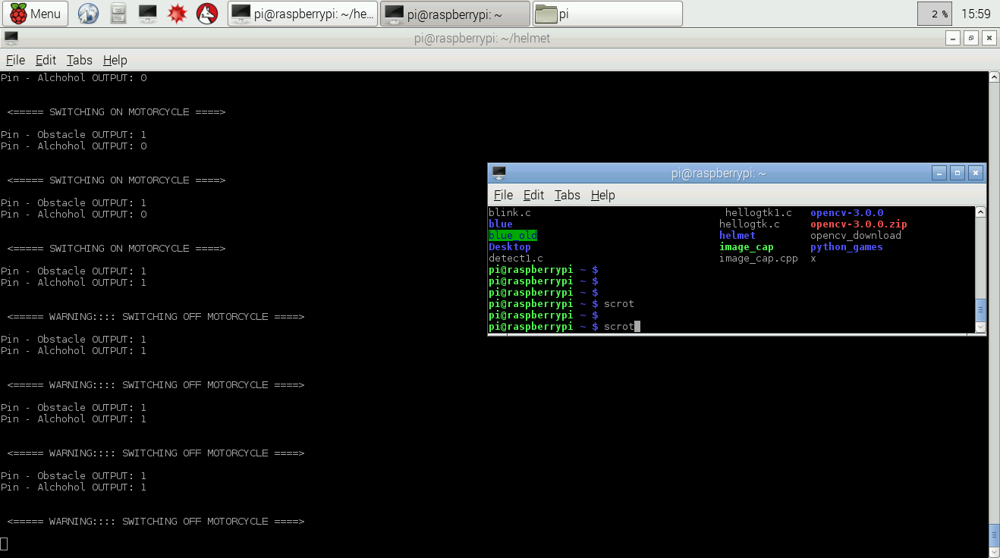 Menu pi@raspberrypi: ~/he... pi@raspberrypi: ~ pi 2 % 15:59
pi@raspberrypi: ~/helmet
File Edit Tabs Help
Pin - Alchohol OUTPUT: 0
<===== SWITCHING ON MOTORCYCLE ====>
Pin - Obstacle OUTPUT: 1
Pin - Alchohol OUTPUT: 0
<===== SWITCHING ON MOTORCYCLE ====>
Pin - Obstacle OUTPUT: 1
Pin - Alchohol OUTPUT: 0
<===== SWITCHING ON MOTORCYCLE ====>
Pin - Obstacle OUTPUT: 1
Pin - Alchohol OUTPUT: 1
<===== WARNING:::: SWITCHING OFF MOTORCYCLE ====>
Pin - Obstacle OUTPUT: 1
Pin - Alchohol OUTPUT: 1
<===== WARNING:::: SWITCHING OFF MOTORCYCLE ====>
Pin - Obstacle OUTPUT: 1
Pin - Alchohol OUTPUT: 1
<===== WARNING:::: SWITCHING OFF MOTORCYCLE ====>
Pin - Obstacle OUTPUT: 1
Pin - Alchohol OUTPUT: 1
<===== WARNING:::: SWITCHING OFF MOTORCYCLE ====>
pi@raspberrypi: ~
File Edit Tabs Help
blink.c hellogtk1.c opencv-3.0.0
blue hellogtk.c opencv-3.0.0.zip
blue_old helmet opencv_download
Desktop image_cap python_games
detect1.c image_cap.cpp x
pi@raspberrypi ~ $
pi@raspberrypi ~ $
pi@raspberrypi ~ $
pi@raspberrypi ~ $ scrot
pi@raspberrypi ~ $
pi@raspberrypi ~ $ scrot